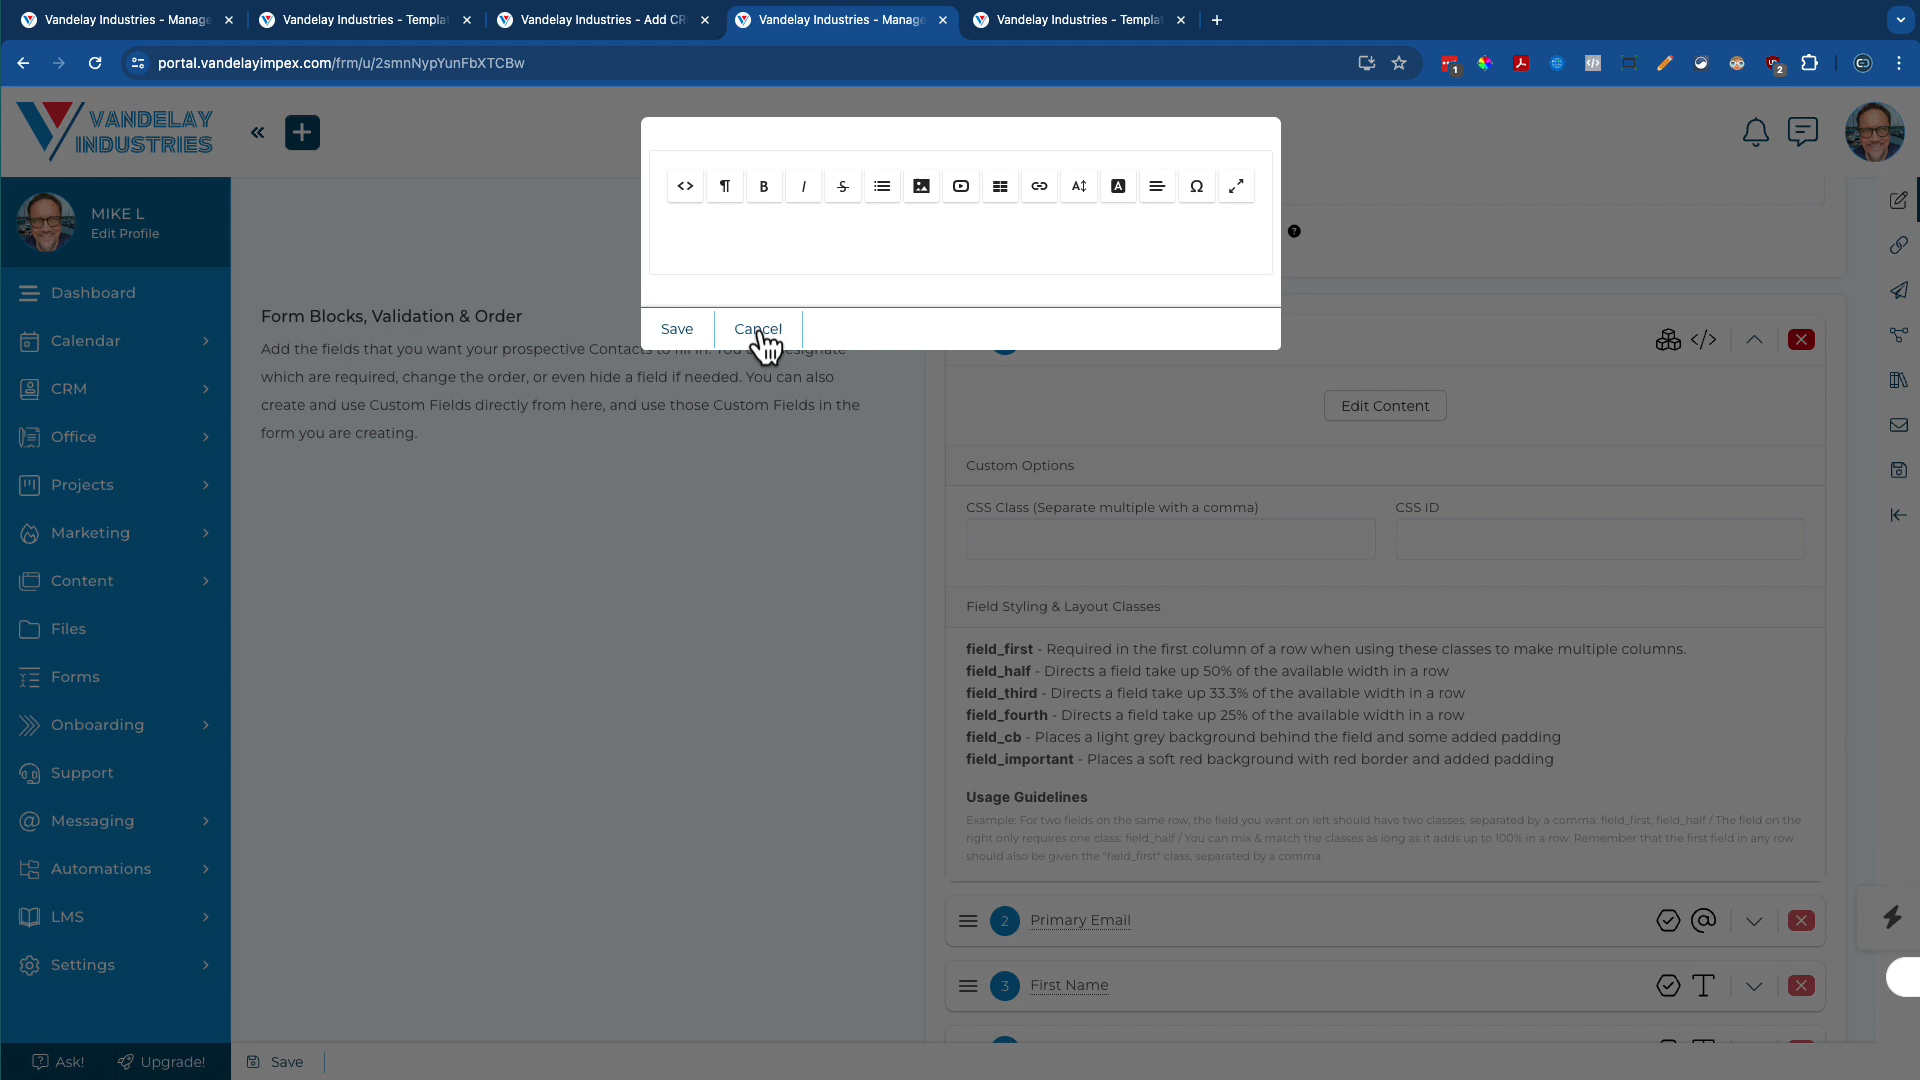 Vandelay Industries - Manage
Vandelay Industries - Templa
Vandelay Industries - Add CR
Vandelay Industries - Manage
Vandelay Industries - Templa
portal.vandelayimpex.com/frm/u/2smnNypYunFbXTCBw
1
2
VANDELAY
INDUSTRIES
MIKE L
Edit Profile
Dashboard
Calendar
CRM
Office
Projects
Marketing
Content
Files
Forms
Onboarding
Support
Messaging
Automations
LMS
Settings
Ask!
Upgrade!
Save
Save
Cancel
Form Blocks, Validation & Order
Add the fields that you want your prospective Contacts to fill in. You can designate
which are required, change the order, or even hide a field if needed. You can also
create and use Custom Fields directly from here, and use those Custom Fields in the
form you are creating.
Edit Content
Custom Options
CSS Class (Separate multiple with a comma)
CSS ID
Field Styling & Layout Classes
field_first - Required in the first column of a row when using these classes to make multiple columns.
field_half - Directs a field take up 50% of the available width in a row
field_third - Directs a field take up 33.3% of the available width in a row
field_fourth - Directs a field take up 25% of the available width in a row
field_cb - Places a light grey background behind the field and some added padding
field_important - Places a soft red background with red border and added padding
Usage Guidelines
Example: For two fields on the same row, the field you want on left should have two classes, separated by a comma: field_first, field_half / The field on the
right only requires one class: field_half / You can mix & match the classes as long as it adds up to 100% in a row. Remember that the first field in any row
should also be given the "field_first" class, separated by a comma.
2 Primary Email
3 First Name